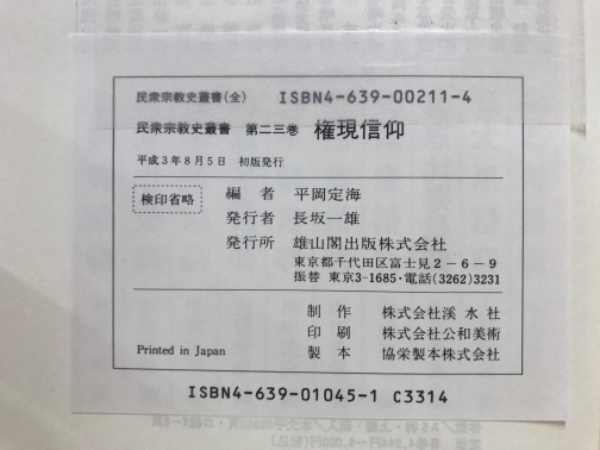 民衆宗教史叢書(全) ISBN4-639-00211-4
民衆宗教史叢書 第二三巻 権現信仰
平成3年8月5日 初版発行
検印省略
編者 平岡定海
発行者 長坂一雄
発行所 雄山閣出版株式会社
東京都千代田区富士見2-6-9
振替 東京3-1685・電話(3262)3231
制作 株式会社溪水社
印刷 株式会社公和美術
Printed in Japan 製本 協栄製本株式会社
ISBN4-639-01045-1 C3314